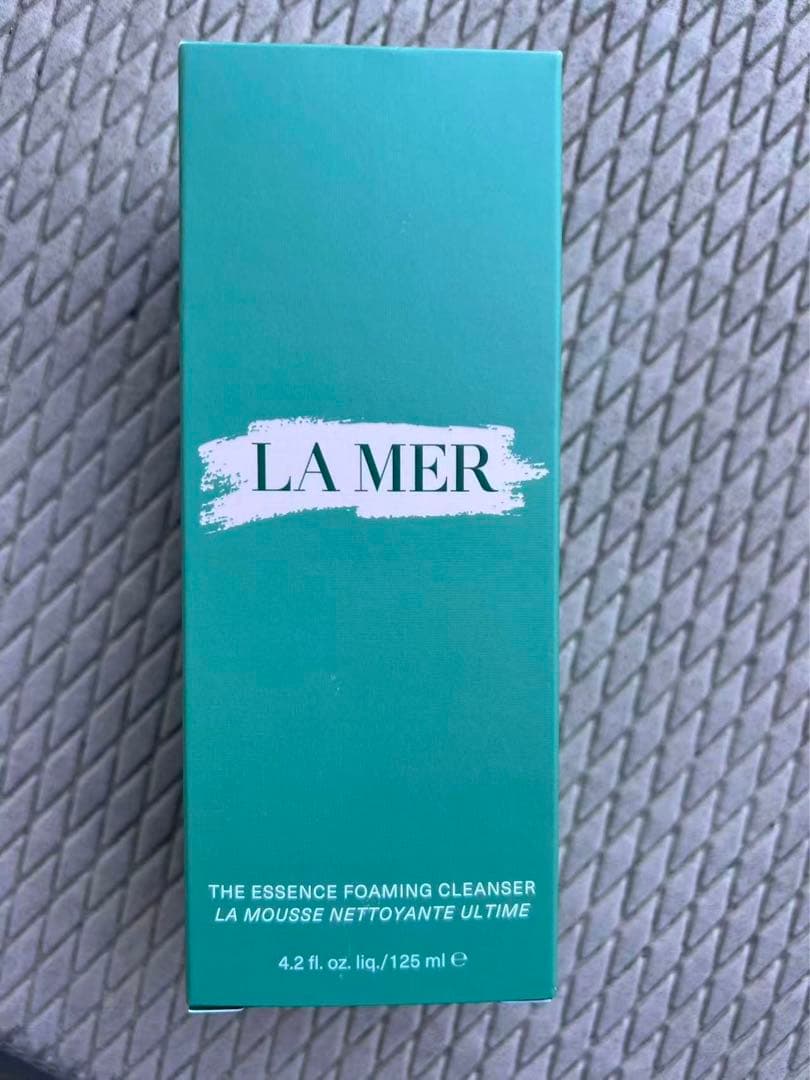 LA MER
THE ESSENCE FOAMING CLEANSER
LA MOUSSE NETTOYANTE ULTIME
4.2 fl. oz. liq./125 ml ℮